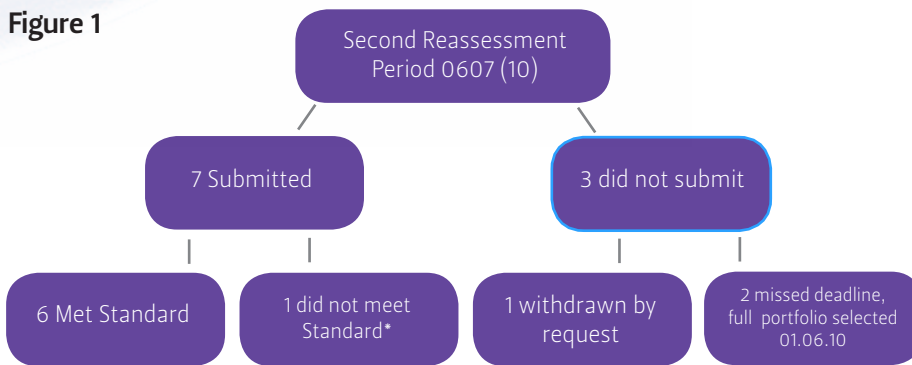 Figure 1
Second Reassessment
Period 0607 (10)
7 Submitted
3 did not submit
6 Met Standard
1 did not meet
Standard*
1 withdrawn by
request
2 missed deadline,
full portfolio selected
01.06.10